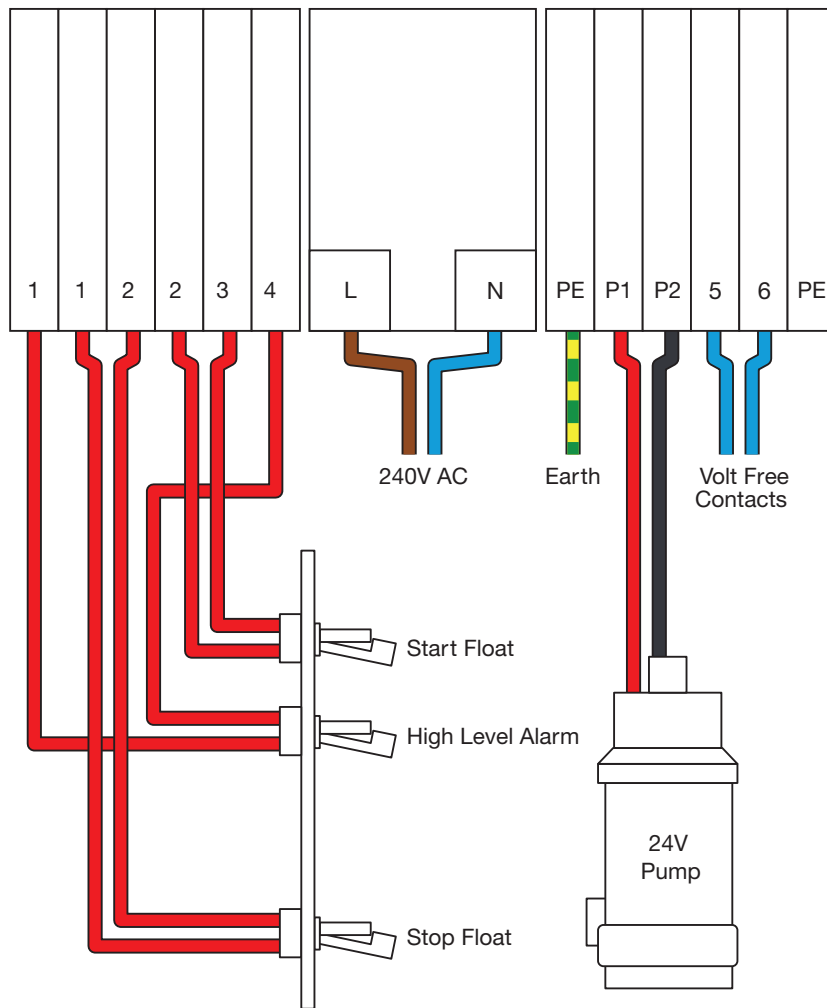 1 1 2 2 3 4 L N PE P1 P2 5 6 PE
240V AC
Earth
Volt Free
Contacts
Start Float
High Level Alarm
24V
Pump
Stop Float